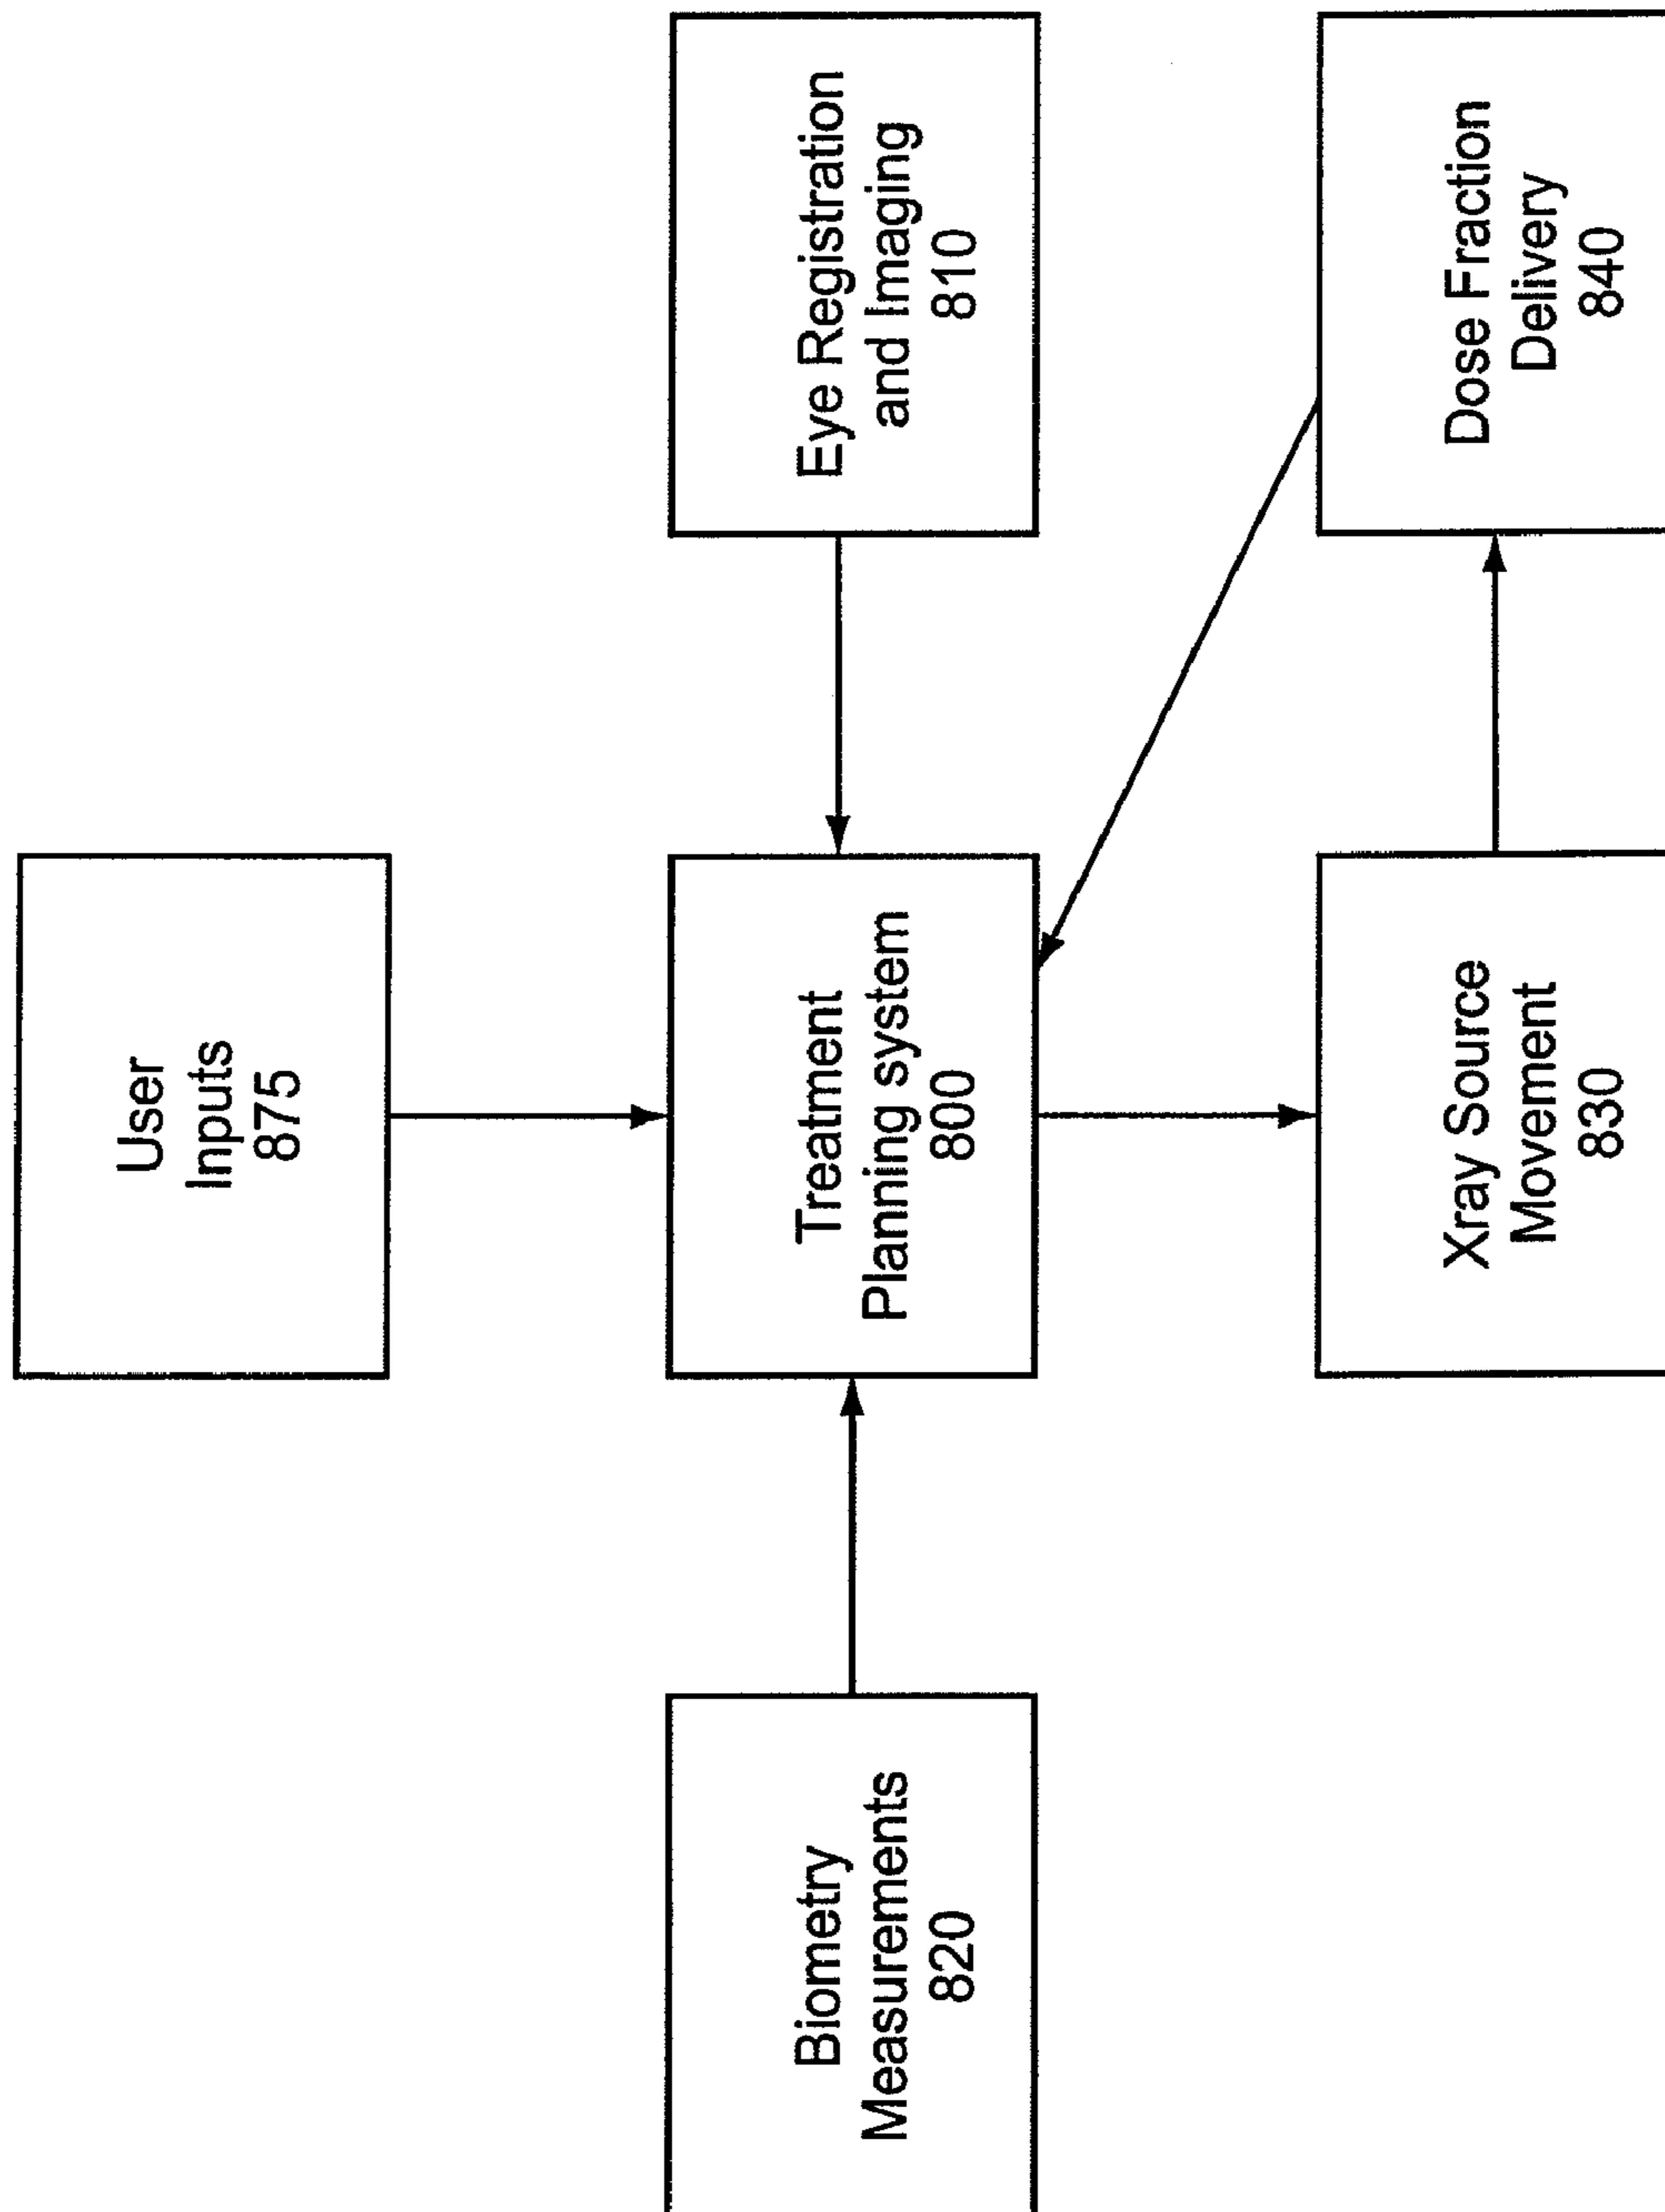 User
Inputs
875
Biometry
Measurements
820
Treatment
Planning system
800
Eye Registration
and Imaging
810
Xray Source
Movement
830
Dose Fraction
Delivery
840